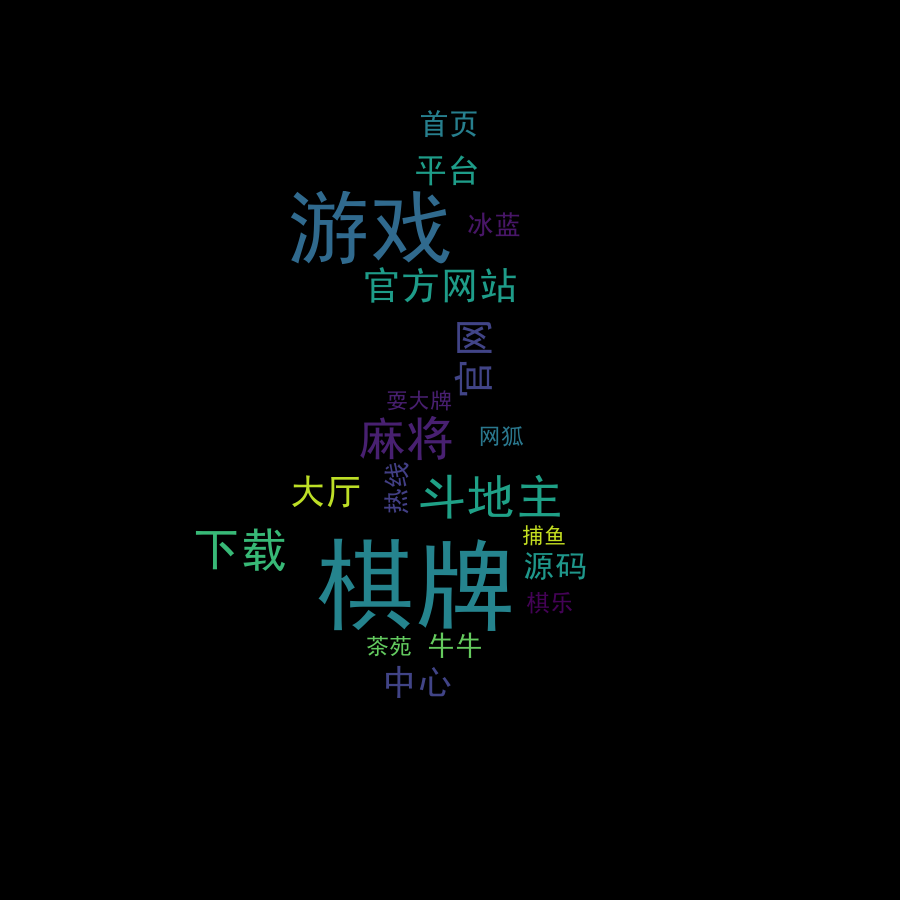 首页
平台
游戏
冰蓝
官方网站
官网
耍大牌
麻将
网狐
热线
大厅
斗地主
下载
捕鱼
棋牌
源码
棋乐
茶苑
牛牛
中心